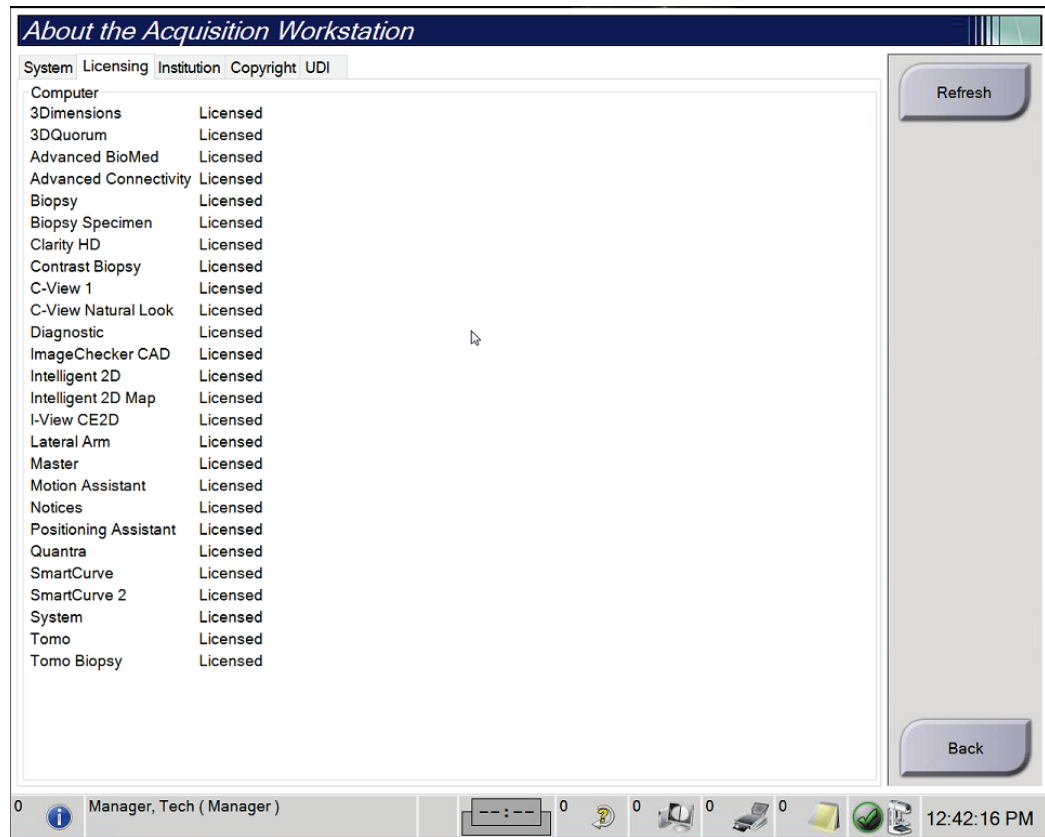 About the Acquisition Workstation
System Licensing Institution Copyright UDI
Computer
3Dimensions Licensed
3DQuorum Licensed
Advanced BioMed Licensed
Advanced Connectivity Licensed
Biopsy Licensed
Biopsy Specimen Licensed
Clarity HD Licensed
Contrast Biopsy Licensed
C-View 1 Licensed
C-View Natural Look Licensed
Diagnostic Licensed
ImageChecker CAD Licensed
Intelligent 2D Licensed
Intelligent 2D Map Licensed
I-View CE2D Licensed
Lateral Arm Licensed
Master Licensed
Motion Assistant Licensed
Notices Licensed
Positioning Assistant Licensed
Quantra Licensed
SmartCurve Licensed
SmartCurve 2 Licensed
System Licensed
Tomo Licensed
Tomo Biopsy Licensed
Refresh
Back
0 Manager, Tech ( Manager ) --:-- 0 0 0 0 12:42:16 PM